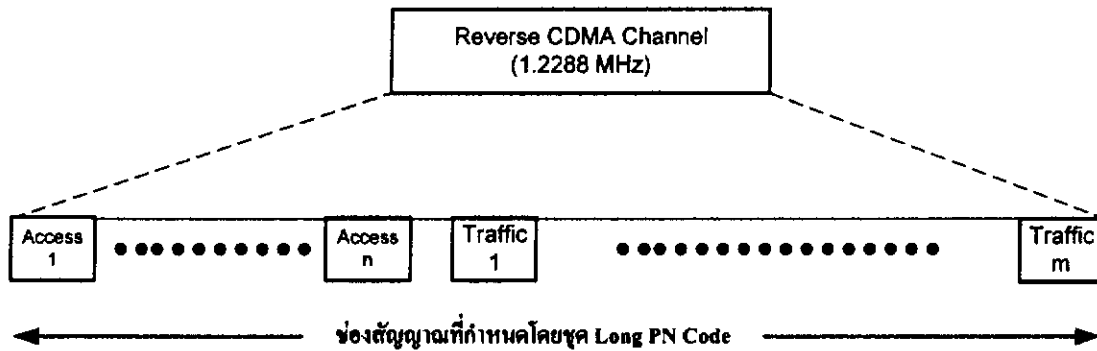 Reverse CDMA Channel
(1.2288 MHz)
Access
1
Access
n
Traffic
1
Traffic
m
ช่องสัญญาณที่กำหนดโดยชุด Long PN Code